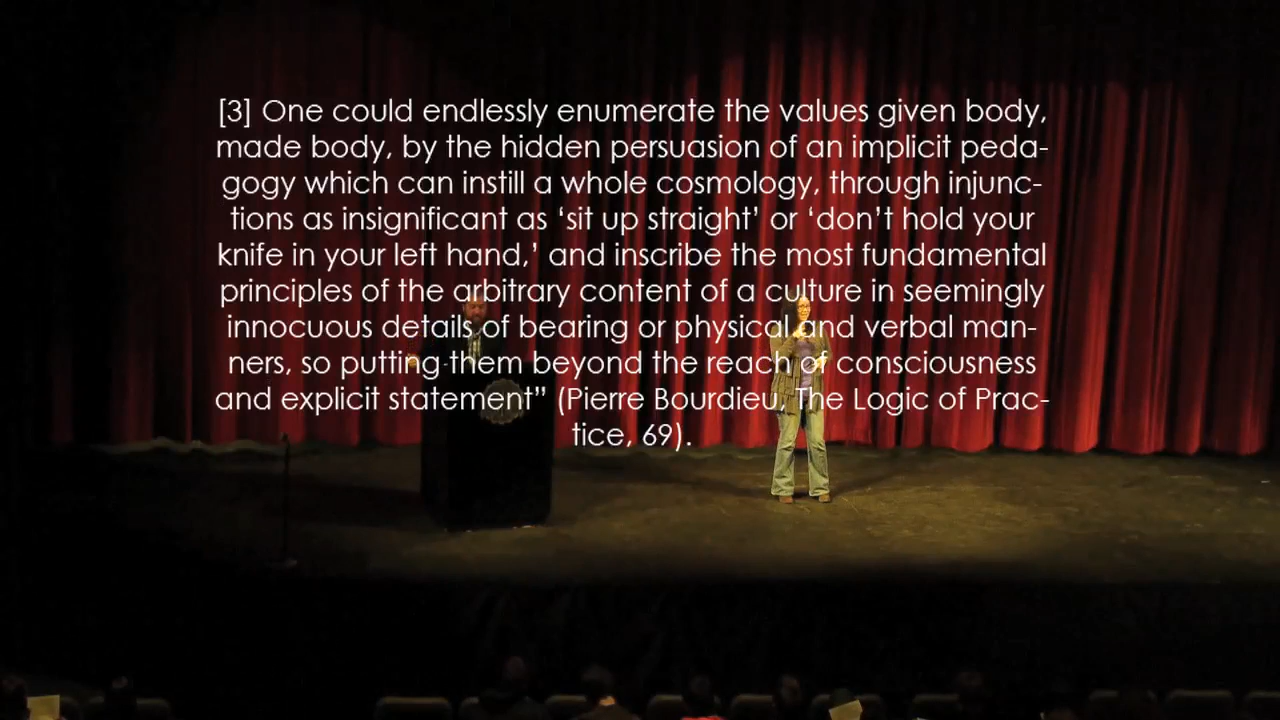 [3] One could endlessly enumerate the values given body,
made body, by the hidden persuasion of an implicit peda-
gogy which can instill a whole cosmology, through injunc-
tions as insignificant as ‘sit up straight’ or ‘don’t hold your
knife in your left hand,’ and inscribe the most fundamental
principles of the arbitrary content of a culture in seemingly
innocuous details of bearing or physical and verbal man-
ners, so putting them beyond the reach of consciousness
and explicit statement” (Pierre Bourdieu, The Logic of Prac-
tice, 69).